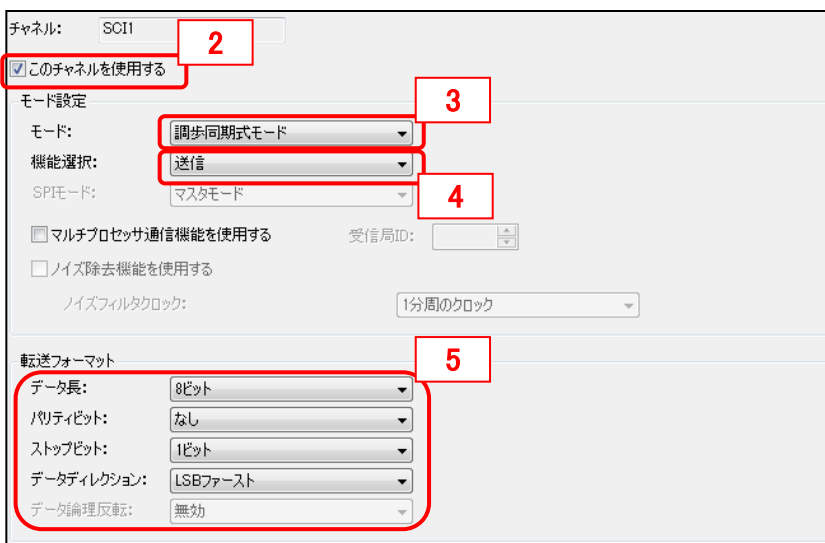 チャネル: SCI1
2
このチャネルを使用する
モード設定
3
モード: 調歩同期式モード
機能選択: 送信
SPIモード: マスタモード
4
マルチプロセッサ通信機能を使用する 受信局ID:
ノイズ除去機能を使用する
ノイズフィルタクロック: 1分周のクロック
転送フォーマット
5
データ長: 8ビット
パリティビット: なし
ストップビット: 1ビット
データディレクション: LSBファースト
データ論理反転: 無効